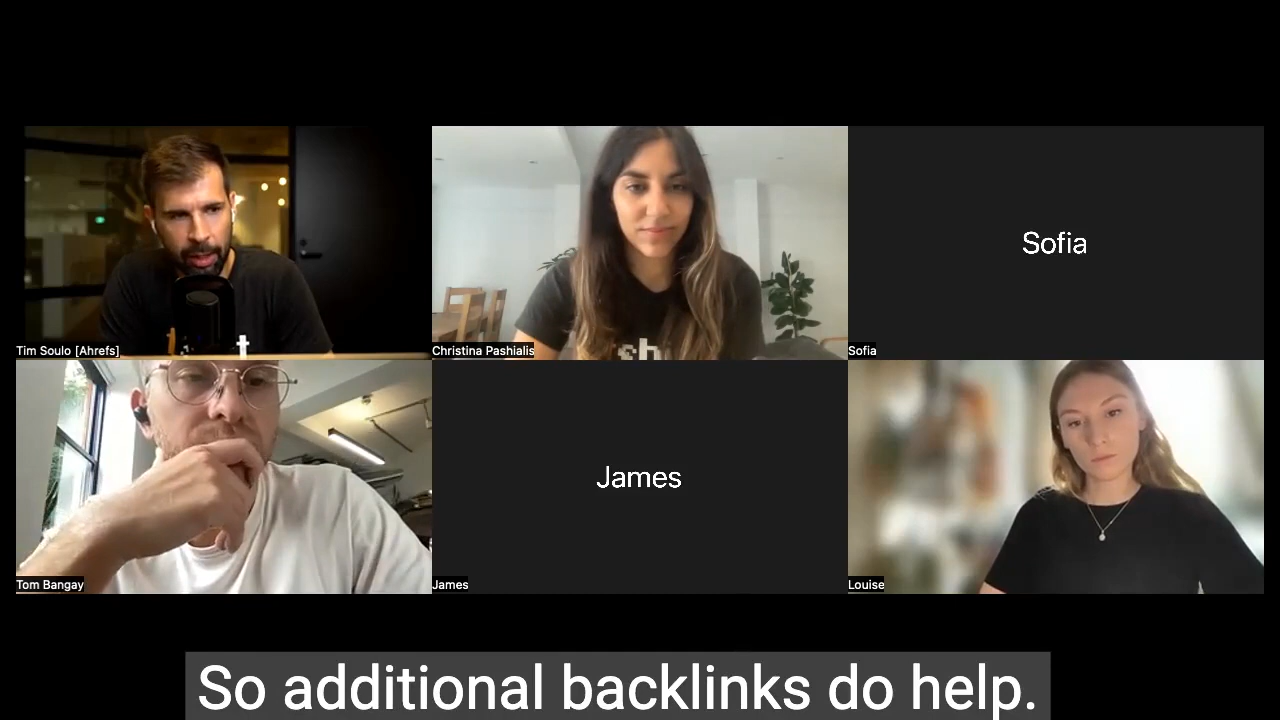 Sofia
Tim Soulo [Ahrefs]
Christina Pashialis
Sofia
James
Tom Bangay
James
Louise
So additional backlinks do help.